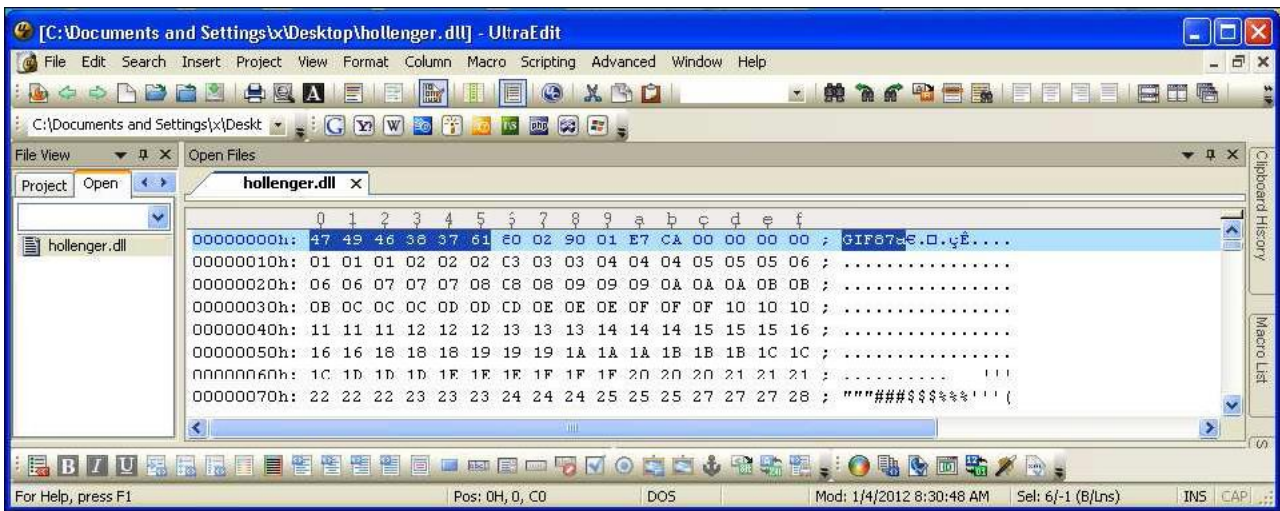 [C:\Documents and Settings\x\Desktop\hollenger.dll] - UltraEdit
File Edit Search Insert Project View Format Column Macro Scripting Advanced Window Help
C:\Documents and Settings\x\Deskt
File View
Open Files
Clipboard History
Project Open
hollenger.dll
0 1 2 3 4 5 6 7 8 9 a b c d e f
hollenger.dll
00000000h: 47 49 46 38 37 61 80 02 90 01 E7 CA 00 00 00 00 ; GIF87a€.□.çÊ....
00000010h: 01 01 01 02 02 02 03 03 03 04 04 04 05 05 05 06 ; ................
00000020h: 06 06 07 07 07 08 08 08 09 09 09 0A 0A 0A 0B 0B ; ................
00000030h: 0B 0C 0C 0C 0D 0D 0D 0E 0E 0E 0F 0F 0F 10 10 10 ; ................
00000040h: 11 11 11 12 12 12 13 13 13 14 14 14 15 15 15 16 ; ................
00000050h: 16 16 18 18 18 19 19 19 1A 1A 1A 1B 1B 1B 1C 1C ; ................
00000060h: 1C 1D 1D 1D 1E 1E 1E 1F 1F 1F 20 20 20 21 21 21 ; .......... !!!
00000070h: 22 22 22 23 23 23 24 24 24 25 25 25 27 27 27 28 ; """###$$$%%%'''(
Macro List
For Help, press F1
Pos: 0H, 0, C0
DOS
Mod: 1/4/2012 8:30:48 AM
Sel: 6/-1 (B/Lns)
INS CAP